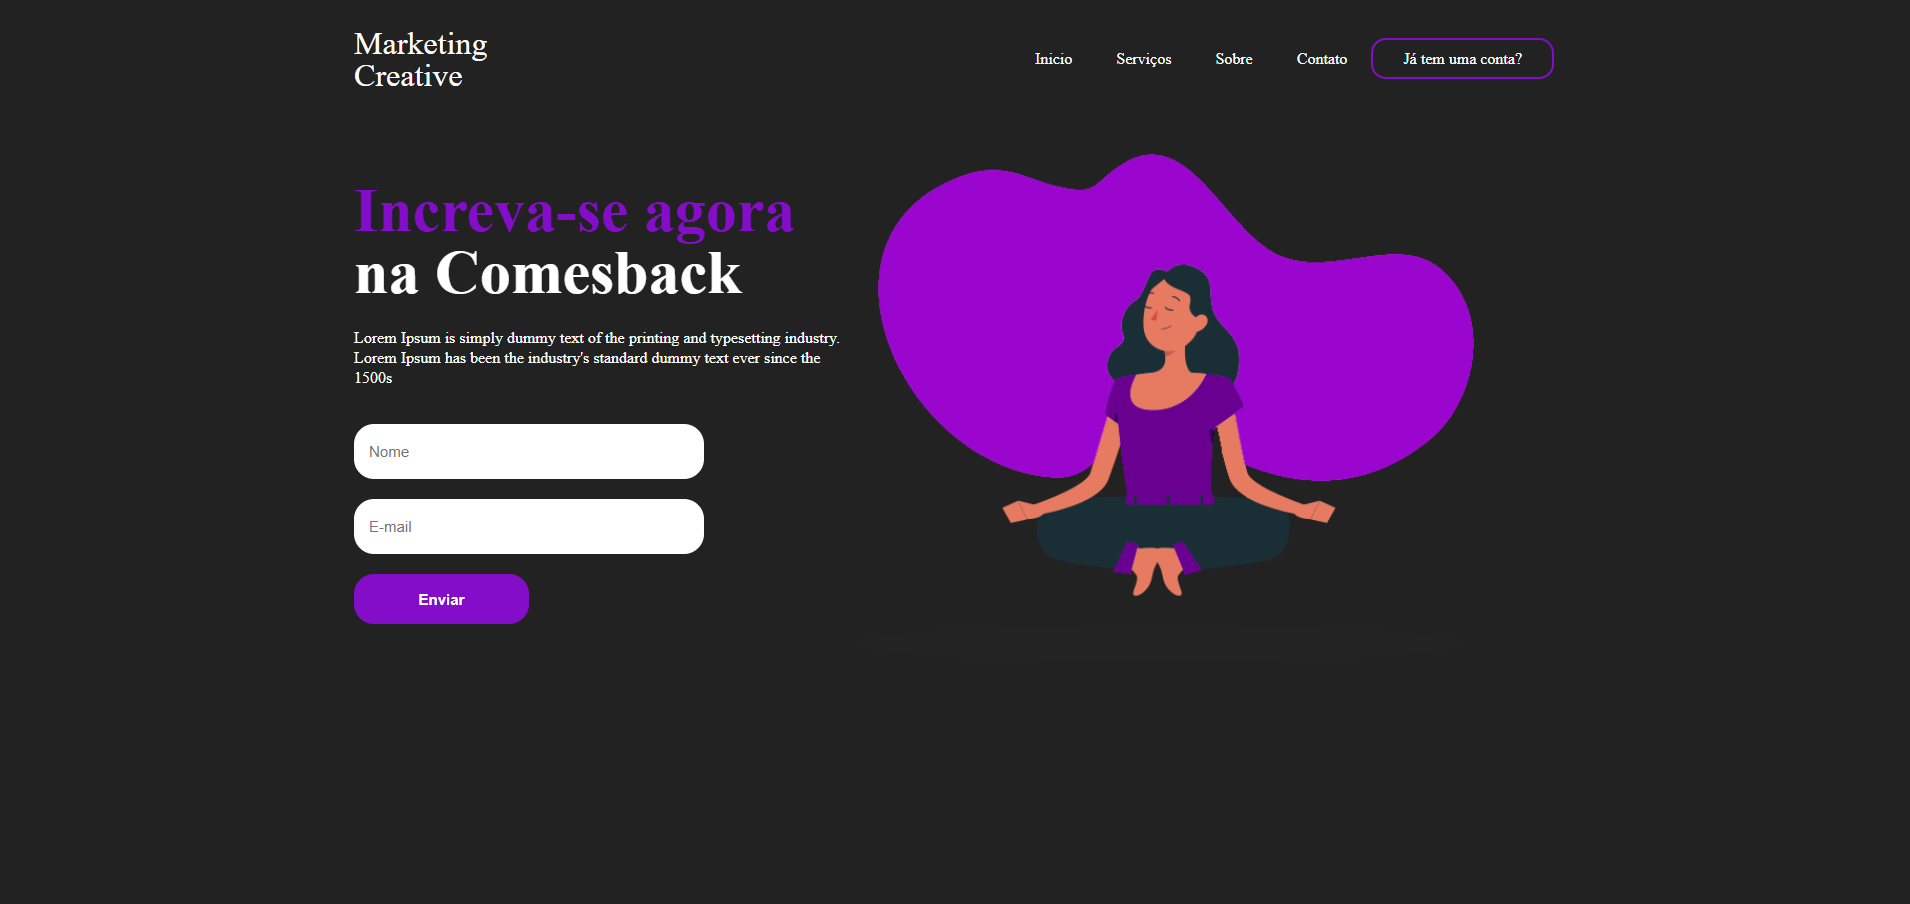 Marketing
Creative
Inicio
Serviços
Sobre
Contato
Já tem uma conta?
Increva-se agora
na Comesback
Lorem Ipsum is simply dummy text of the printing and typesetting industry.
Lorem Ipsum has been the industry's standard dummy text ever since the
1500s
Nome
E-mail
Enviar